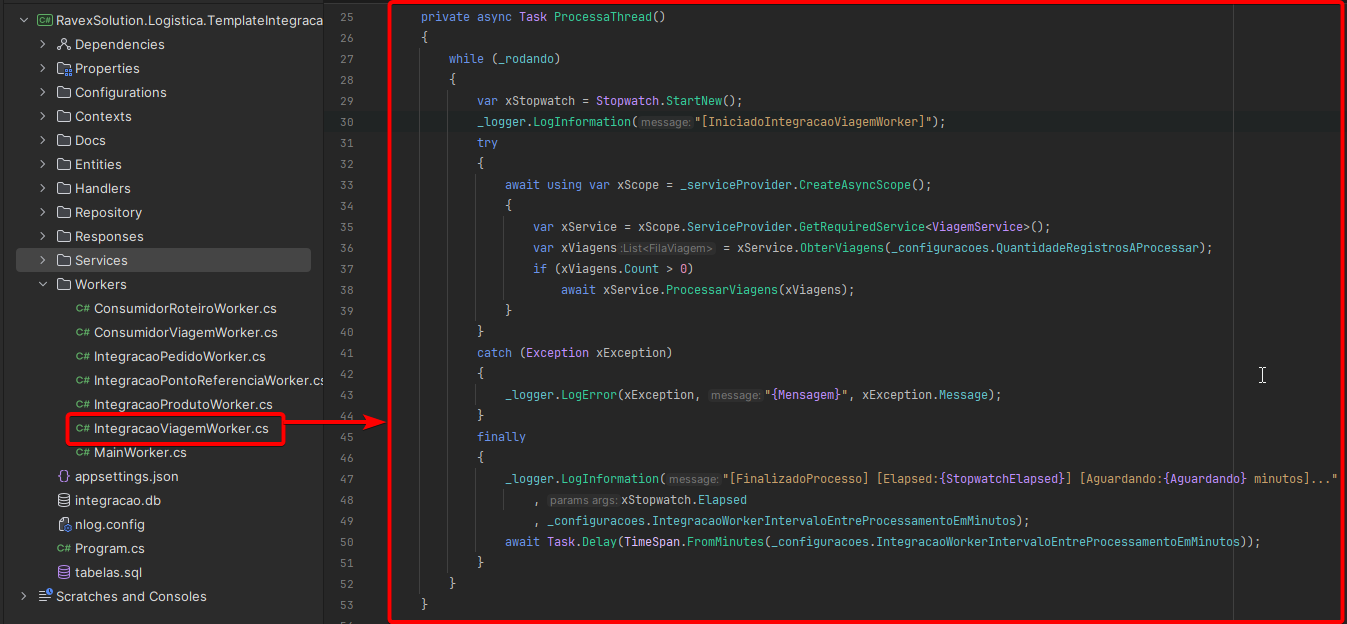 RavexSolution.Logistica.TemplateIntegraca
Dependencies
Properties
Configurations
Contexts
Docs
Entities
Handlers
Repository
Responses
Services
Workers
C# ConsumidorRoteiroWorker.cs
C# ConsumidorViagemWorker.cs
C# IntegracaoPedidoWorker.cs
C# IntegracaoPontoReferenciaWorker.cs
C# IntegracaoProdutoWorker.cs
C# IntegracaoViagemWorker.cs
C# MainWorker.cs
appsettings.json
integracao.db
nlog.config
C# Program.cs
tabelas.sql
Scratches and Consoles
25 private async Task ProcessaThread()
26 {
27 while (_rodando)
28 {
29 var xStopwatch = Stopwatch.StartNew();
30 _logger.LogInformation( message: "[IniciadoIntegracaoViagemWorker]");
31 try
32 {
33 await using var xScope = _serviceProvider.CreateAsyncScope();
34 {
35 var xService = xScope.ServiceProvider.GetRequiredService<ViagemService>();
36 var xViagens :List<FilaViagem> = xService.ObterViagens(_configuracoes.QuantidadeRegistrosAProcessar);
37 if (xViagens.Count > 0)
38 await xService.ProcessarViagens(xViagens);
39 }
40 }
41 catch (Exception xException)
42 {
43 _logger.LogError(xException, message: "{Mensagem}", xException.Message);
44 }
45 finally
46 {
47 _logger.LogInformation( message: "[FinalizadoProcesso] [Elapsed:{StopwatchElapsed}] [Aguardando:{Aguardando} minutos]..."
48 , params args: xStopwatch.Elapsed
49 , _configuracoes.IntegracaoWorkerIntervaloEntreProcessamentoEmMinutos);
50 await Task.Delay(TimeSpan.FromMinutes(_configuracoes.IntegracaoWorkerIntervaloEntreProcessamentoEmMinutos));
51 }
52 }
53 }